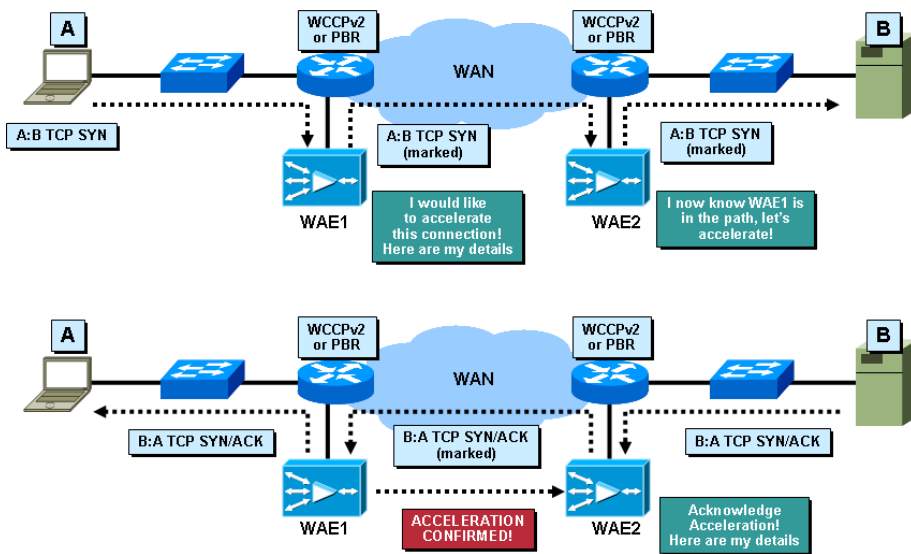 A
WCCPv2
or PBR
WCCPv2
or PBR
B
WAN
A:B TCP SYN
A:B TCP SYN
(marked)
A:B TCP SYN
(marked)
WAE1
I would like
to accelerate
this connection!
Here are my details
WAE2
I now know WAE1 is
in the path, let's
accelerate!
A
WCCPv2
or PBR
WCCPv2
or PBR
B
WAN
B:A TCP SYN/ACK
B:A TCP SYN/ACK
(marked)
B:A TCP SYN/ACK
WAE1
ACCELERATION
CONFIRMED!
WAE2
Acknowledge
Acceleration!
Here are my details